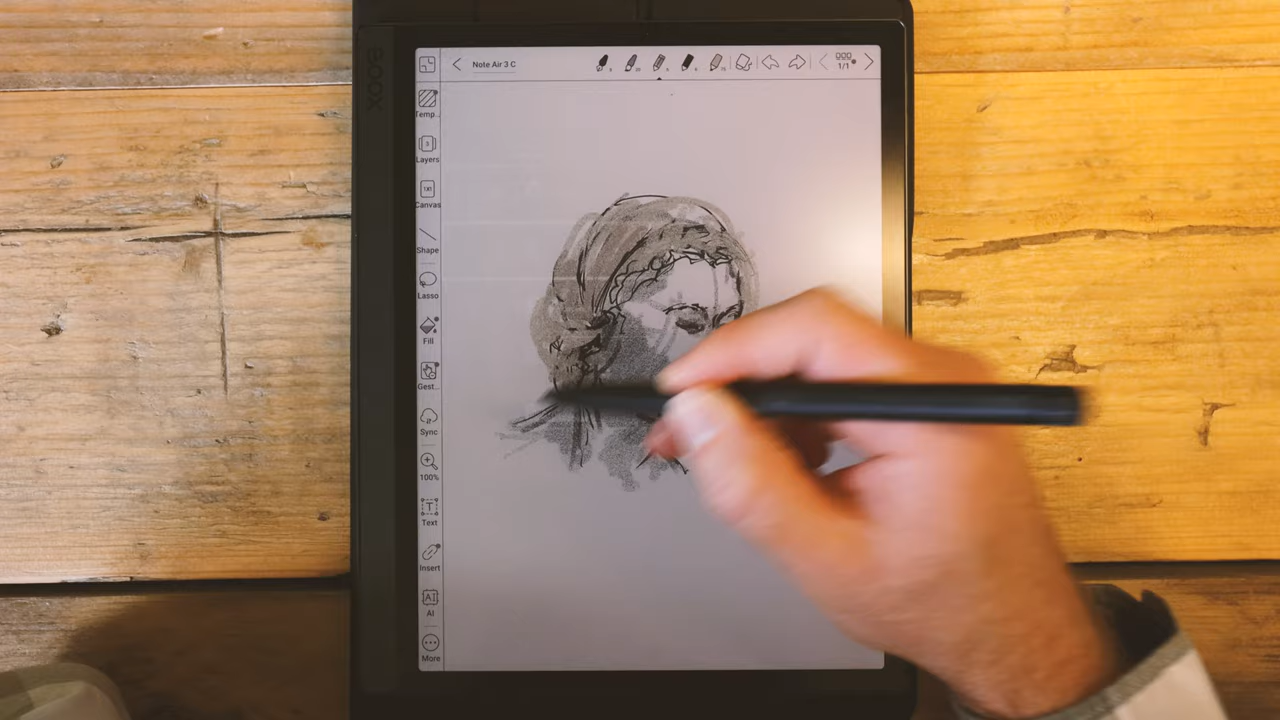 BOOX
Note Air 3 C
1/1
Temp..
Layers
Canvas
Shape
Lasso
Fill
Gest..
Sync
100%
Text
Insert
AI
More